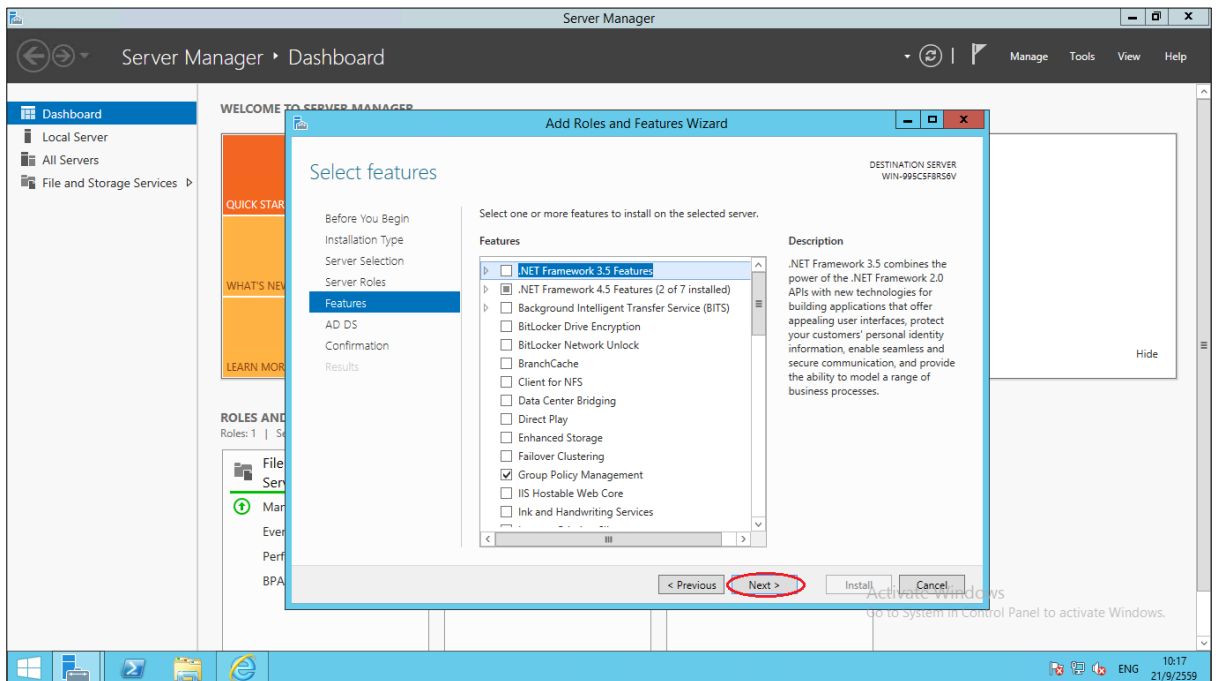 Server Manager
Server Manager • Dashboard
Manage Tools View Help
Dashboard
Local Server
All Servers
File and Storage Services
WELCOME TO SERVER MANAGER
QUICK STAR
WHAT'S NEW
LEARN MOR
Hide
ROLES AND
Roles: 1 | Se
File
Serv
Man
Even
Perf
BPA
Add Roles and Features Wizard
Select features
DESTINATION SERVER
WIN-995C5F8RS6V
Before You Begin
Installation Type
Server Selection
Server Roles
Features
AD DS
Confirmation
Results
Select one or more features to install on the selected server.
Features
.NET Framework 3.5 Features
.NET Framework 4.5 Features (2 of 7 installed)
Background Intelligent Transfer Service (BITS)
BitLocker Drive Encryption
BitLocker Network Unlock
BranchCache
Client for NFS
Data Center Bridging
Direct Play
Enhanced Storage
Failover Clustering
Group Policy Management
IIS Hostable Web Core
Ink and Handwriting Services
Description
.NET Framework 3.5 combines the
power of the .NET Framework 2.0
APIs with new technologies for
building applications that offer
appealing user interfaces, protect
your customers' personal identity
information, enable seamless and
secure communication, and provide
the ability to model a range of
business processes.
< Previous Next > Install Cancel
Activate Windows
Go to System in Control Panel to activate Windows.
ENG
10:17
21/9/2559